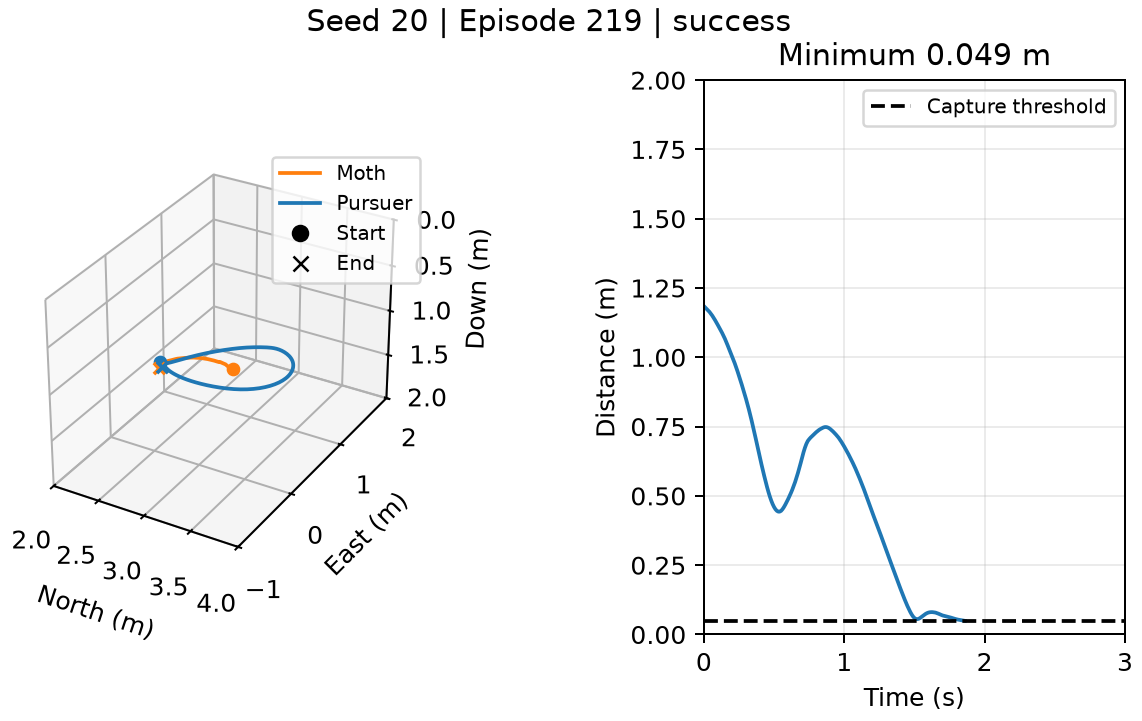 Seed 20 | Episode 219 | success
Moth
Pursuer
Start
End
0.0
0.5
1.0
1.5
2.0
Down (m)
2
1
0
−1
East (m)
2.0
2.5
3.0
3.5
4.0
North (m)
Minimum 0.049 m
Capture threshold
2.00
1.75
1.50
1.25
1.00
0.75
0.50
0.25
0.00
Distance (m)
0
1
2
3
Time (s)